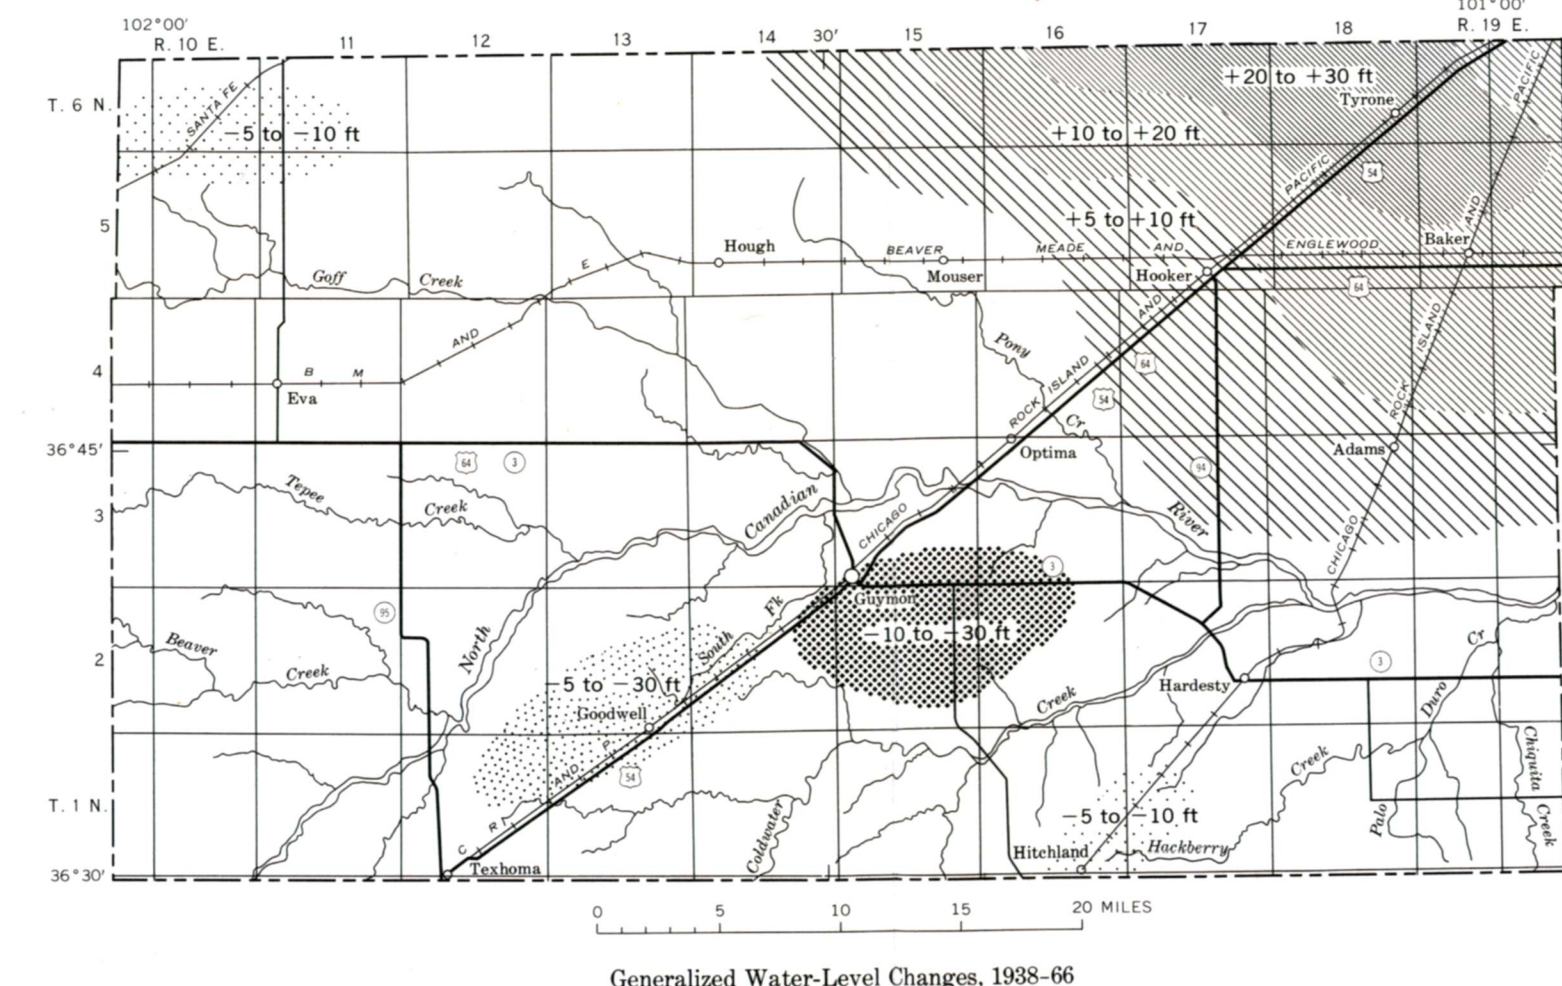 102°00′
101°00′
R. 10 E.
11
12
13
14
30′
15
16
17
18
R. 19 E.
T. 6 N.
SANTA FE
−5 to −10 ft
+20 to +30 ft
Tyrone
PACIFIC
+10 to +20 ft
PACIFIC
54
5
+5 to +10 ft
Hough
BEAVER
MEADE
AND
ENGLEWOOD
Baker
AND
Mouser
Hooker
E
Goff
Creek
64
AND
AND
ISLAND
Pony
4
B M
Eva
64
ISLAND
ROCK
54
ROCK
Cr
36°45′
Optima
Adams
64
3
94
Tepee
Creek
3
Canadian
CHICAGO
River
CHICAGO
3
Guymon
95
Fk
−10 to −30 ft
Beaver
Creek
North
South
2
−5 to −30 ft
Goodwell
Creek
Hardesty
3
Cr
Duro
P
AND
54
Creek
Chiquita
Creek
T. 1 N.
R I
C
Coldwater
−5 to −10 ft
Palo
Hitchland
Hackberry
36°30′
Texhoma
0 5 10 15 20 MILES
Generalized Water-Level Changes, 1938–66